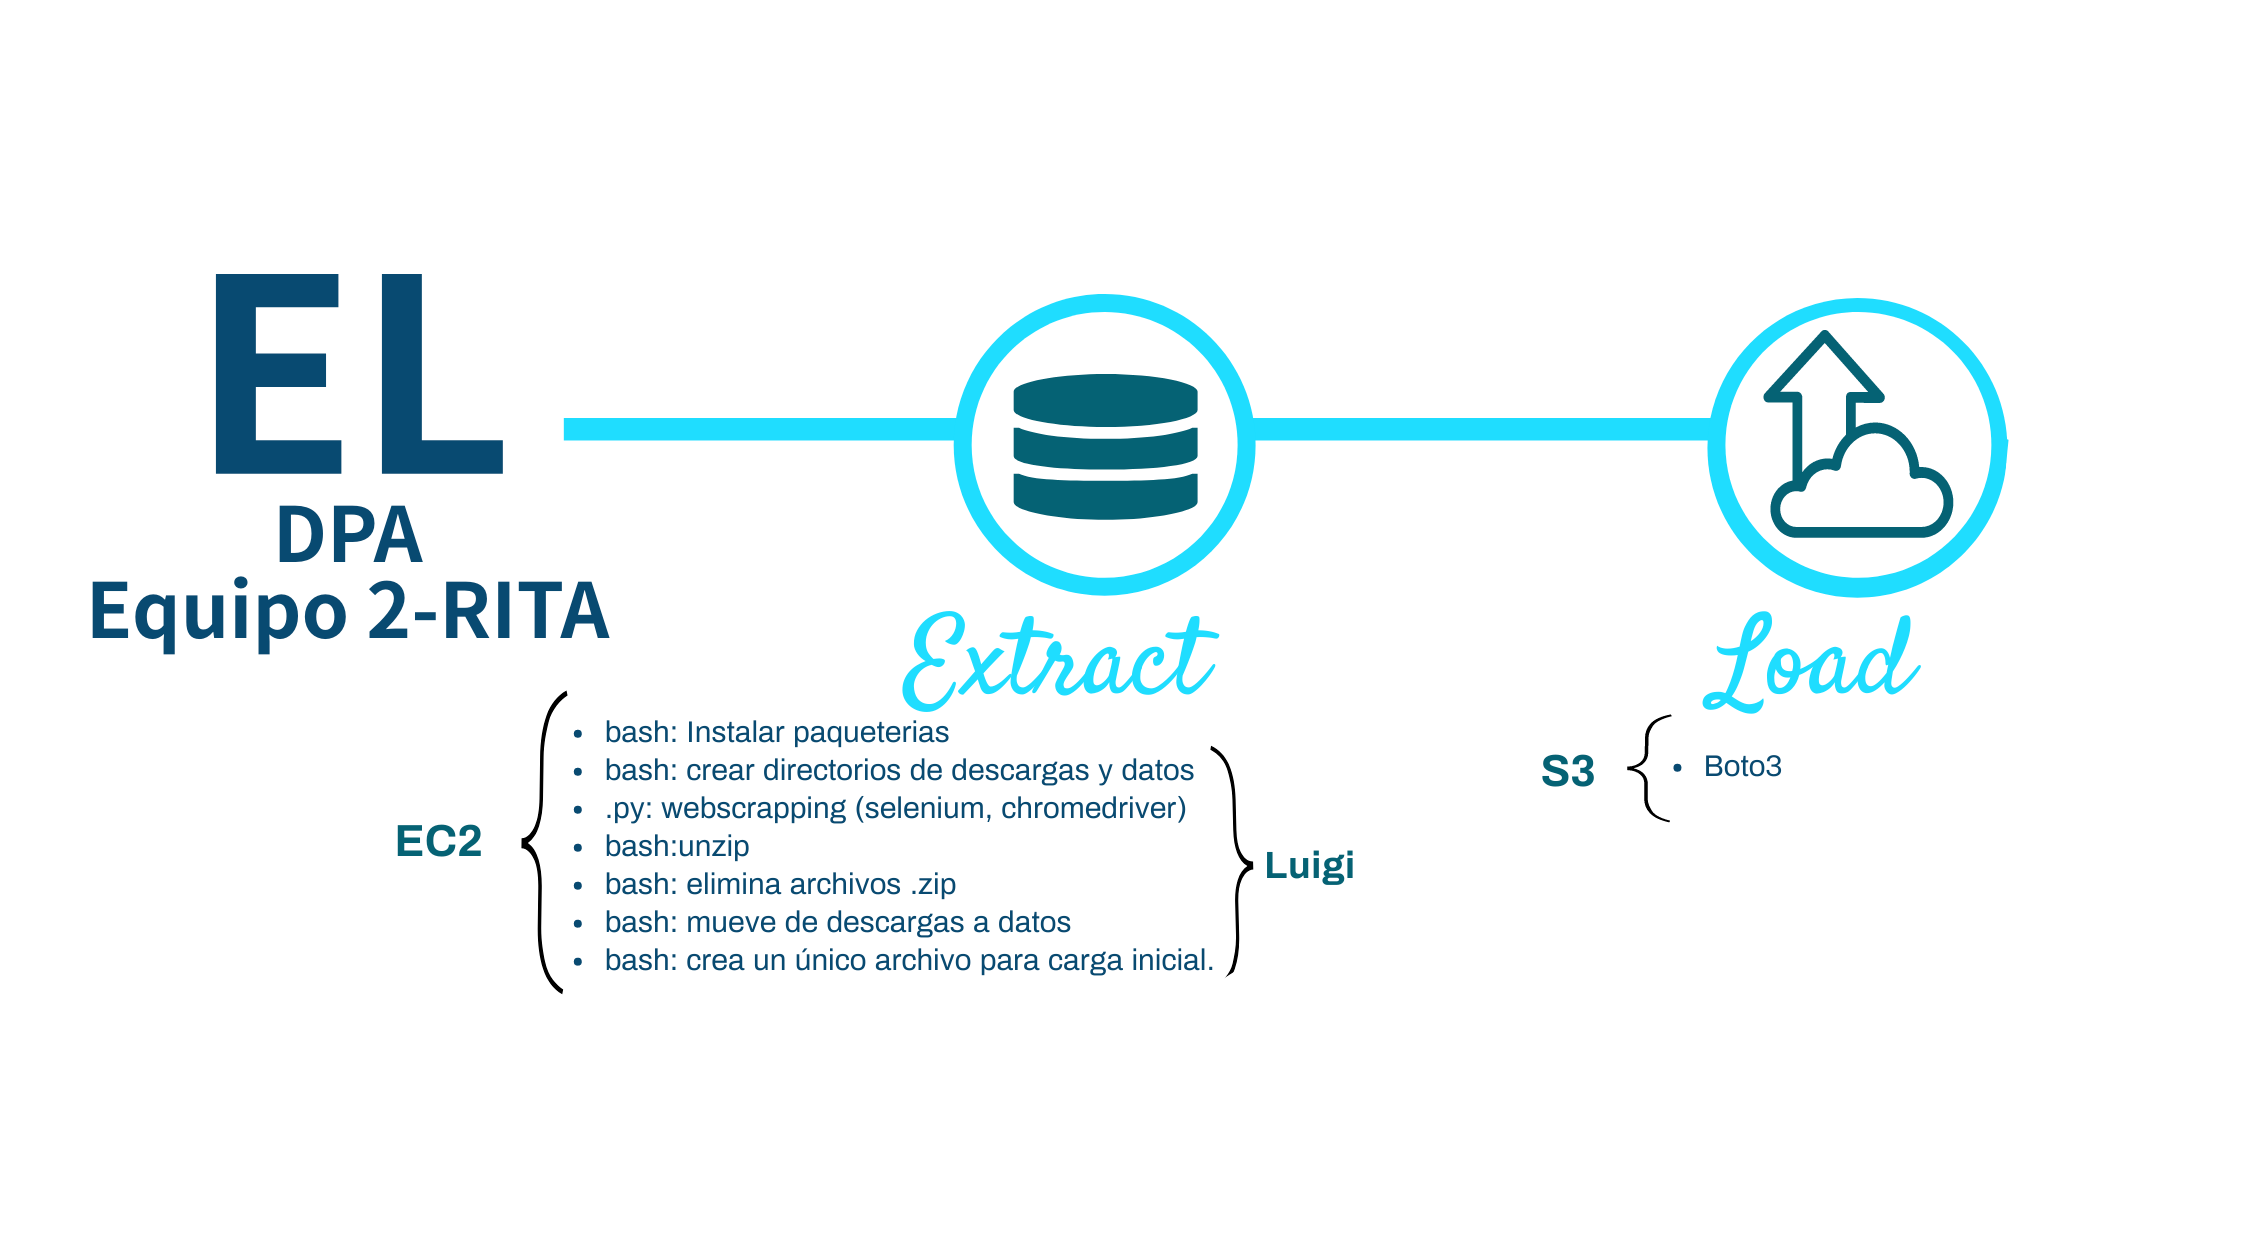 EL
DPA
Equipo 2-RITA
Extract
Load
EC2
• bash: Instalar paqueterias
• bash: crear directorios de descargas y datos
• .py: webscrapping (selenium, chromedriver)
• bash:unzip
• bash: elimina archivos .zip
• bash: mueve de descargas a datos
• bash: crea un único archivo para carga inicial.
Luigi
S3
• Boto3